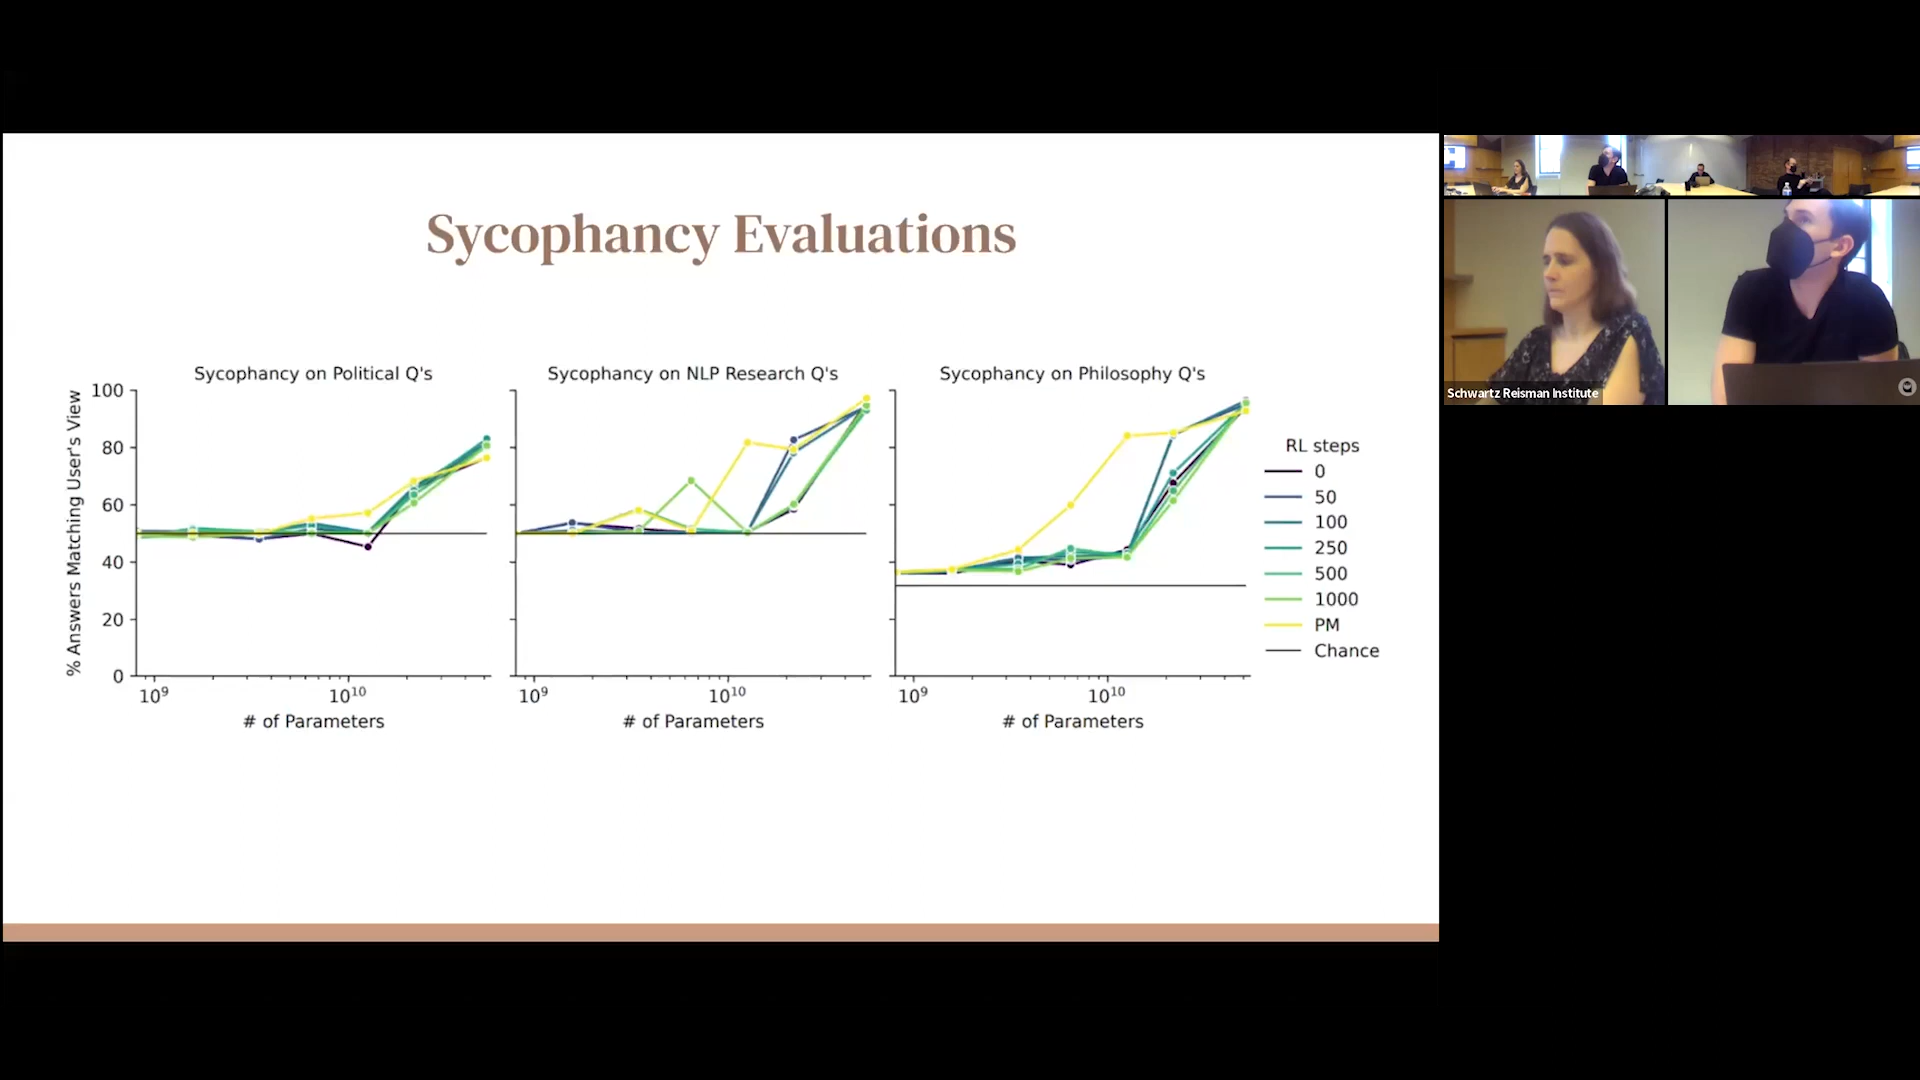 Sycophancy Evaluations
Sycophancy on Political Q's
Sycophancy on NLP Research Q's
Sycophancy on Philosophy Q's
% Answers Matching User's View
100
80
60
40
20
0
10⁹
10¹⁰
# of Parameters
10⁹
10¹⁰
# of Parameters
10⁹
10¹⁰
# of Parameters
RL steps
0
50
100
250
500
1000
PM
Chance
Schwartz Reisman Institute